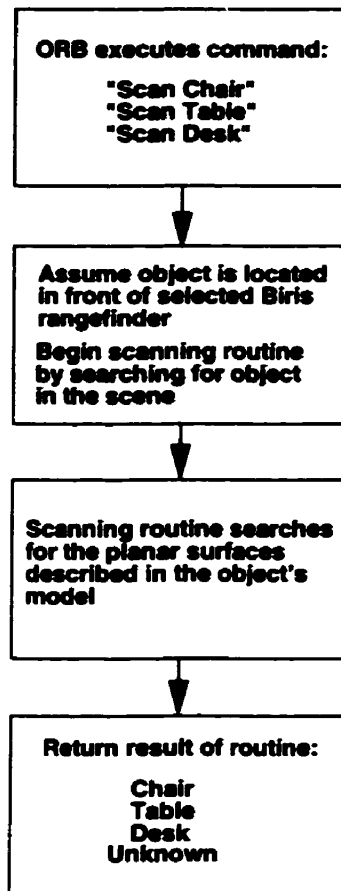 ORB executes command:
"Scan Chair"
"Scan Table"
"Scan Desk"
Assume object is located
in front of selected Biris
rangefinder
Begin scanning routine
by searching for object
in the scene
Scanning routine searches
for the planar surfaces
described in the object's
model
Return result of routine:
Chair
Table
Desk
Unknown